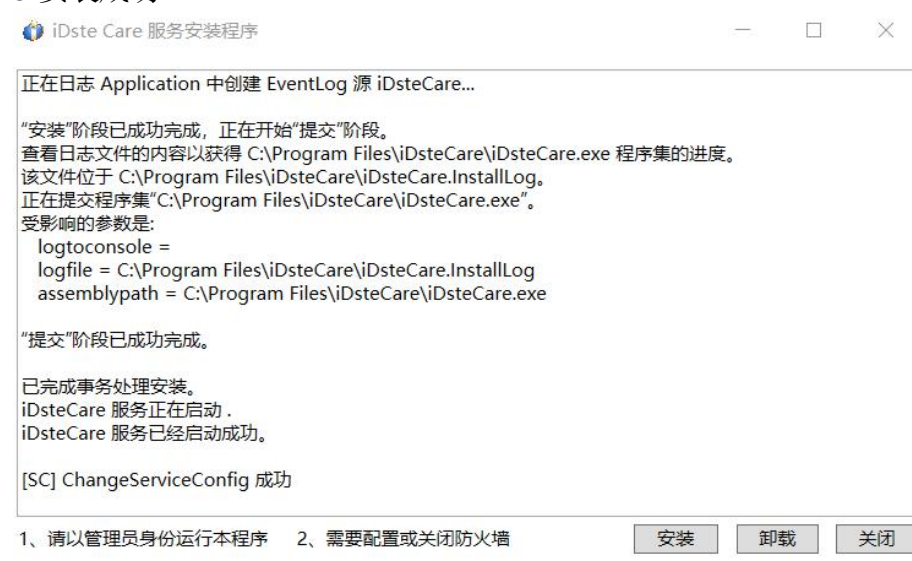 iDste Care 服务安装程序
正在日志 Application 中创建 EventLog 源 iDsteCare...
“安装”阶段已成功完成，正在开始“提交”阶段。
查看日志文件的内容以获得 C:\Program Files\iDsteCare\iDsteCare.exe 程序集的进度。
该文件位于 C:\Program Files\iDsteCare\iDsteCare.InstallLog。
正在提交程序集“C:\Program Files\iDsteCare\iDsteCare.exe”。
受影响的参数是:
logtoconsole =
logfile = C:\Program Files\iDsteCare\iDsteCare.InstallLog
assemblypath = C:\Program Files\iDsteCare\iDsteCare.exe
“提交”阶段已成功完成。
已完成事务处理安装。
iDsteCare 服务正在启动 .
iDsteCare 服务已经启动成功。
[SC] ChangeServiceConfig 成功
1、请以管理员身份运行本程序 2、需要配置或关闭防火墙 安装 卸载 关闭